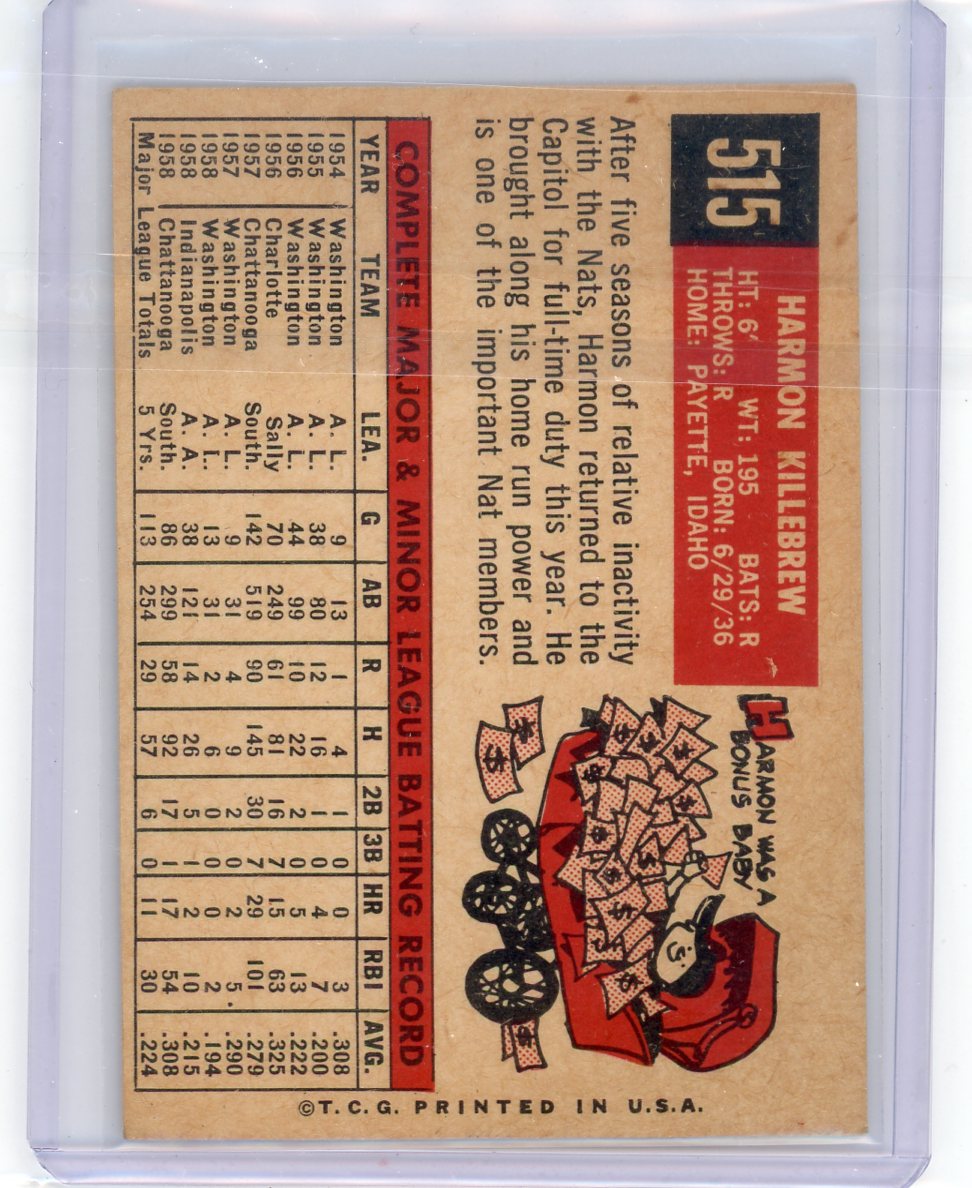 515
HARMON KILLEBREW
HT: 6' WT: 195 BATS: R
THROWS: R BORN: 6/29/36
HOME: PAYETTE, IDAHO
After five seasons of relative inactivity
with the Nats, Harmon returned to the
Capitol for full-time duty this year. He
brought along his home run power and
is one of the important Nat members.
HARMON WAS A
BONUS BABY
COMPLETE MAJOR & MINOR LEAGUE BATTING RECORD
YEAR TEAM LEA. G AB R H 2B 3B HR RBI AVG.
1954 Washington A. L. 9 13 1 4 1 0 0 3 .308
1955 Washington A. L. 38 80 12 16 1 0 4 7 .200
1956 Washington A. L. 44 99 10 22 2 0 5 13 .222
1956 Charlotte Sally 70 249 61 81 16 7 15 63 .325
1957 Chattanooga South. 142 519 90 145 30 7 29 101 .279
1957 Washington A. L. 9 31 4 9 2 0 2 5 .290
1958 Washington A. L. 13 31 2 6 0 0 0 2 .194
1958 Indianapolis A. A. 38 121 14 26 5 1 2 10 .215
1958 Chattanooga South. 86 299 58 92 17 1 17 54 .308
Major League Totals 5 Yrs. 113 254 29 57 6 0 11 30 .224
©T. C. G. PRINTED IN U.S.A.